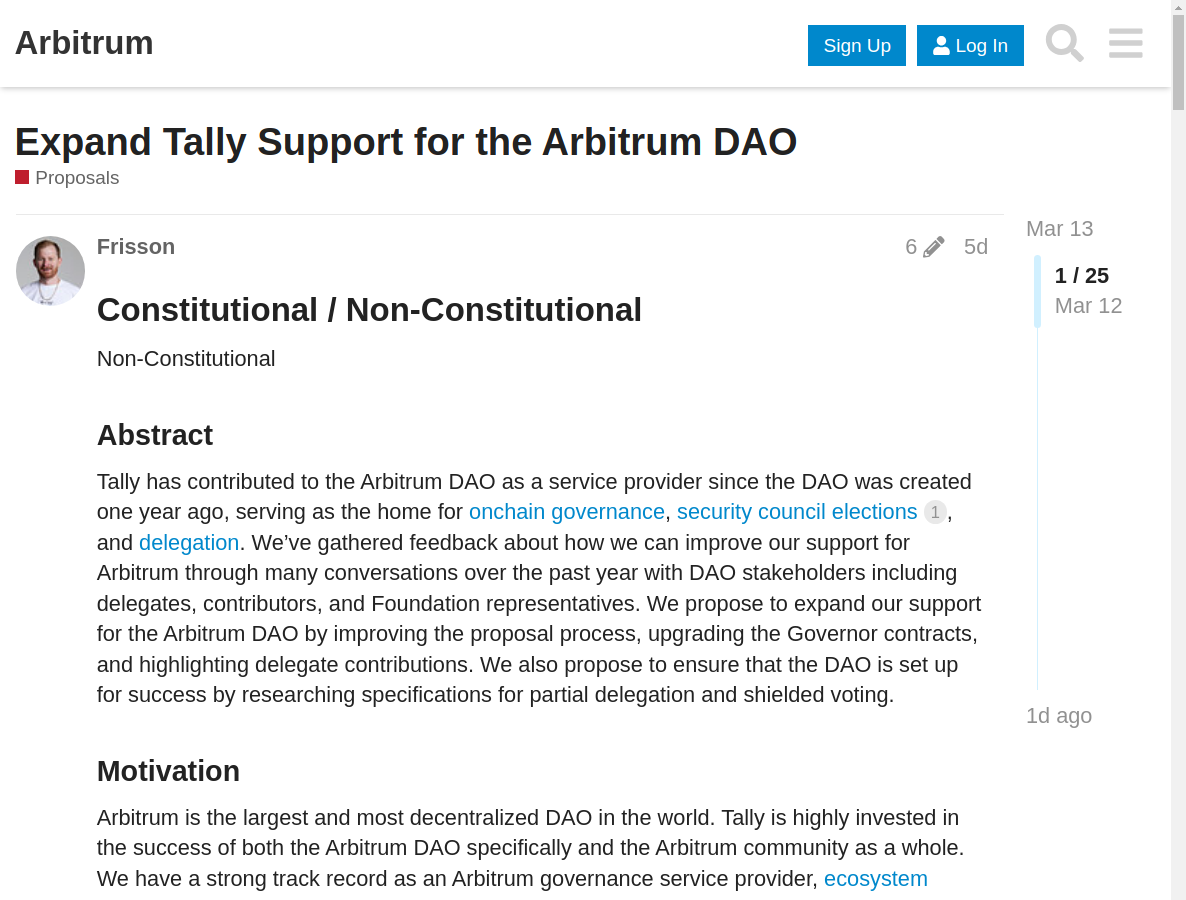 Arbitrum
Sign Up
Log In
Expand Tally Support for the Arbitrum DAO
Proposals
Frisson
6
5d
Mar 13
1 / 25
Mar 12
Constitutional / Non-Constitutional
Non-Constitutional
Abstract
Tally has contributed to the Arbitrum DAO as a service provider since the DAO was created
one year ago, serving as the home for onchain governance, security council elections 1,
and delegation. We’ve gathered feedback about how we can improve our support for
Arbitrum through many conversations over the past year with DAO stakeholders including
delegates, contributors, and Foundation representatives. We propose to expand our support
for the Arbitrum DAO by improving the proposal process, upgrading the Governor contracts,
and highlighting delegate contributions. We also propose to ensure that the DAO is set up
for success by researching specifications for partial delegation and shielded voting.
1d ago
Motivation
Arbitrum is the largest and most decentralized DAO in the world. Tally is highly invested in
the success of both the Arbitrum DAO specifically and the Arbitrum community as a whole.
We have a strong track record as an Arbitrum governance service provider, ecosystem